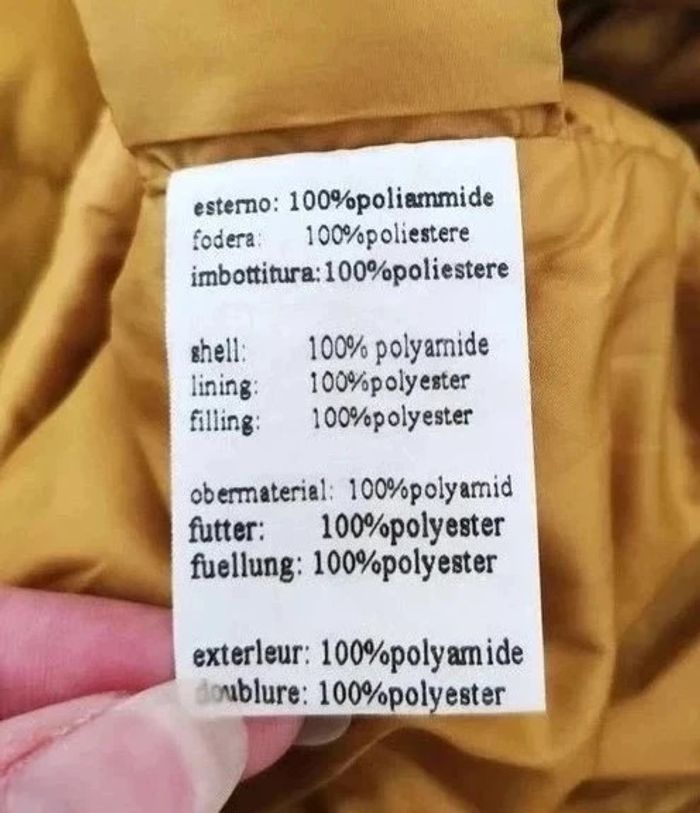 esterno: 100%poliammide
fodera: 100%poliestere
imbottitura:100%poliestere
shell: 100% polyamide
lining: 100%polyester
filling: 100%polyester
obermaterial: 100%polyamid
futter: 100%polyester
fuellung: 100%polyester
exterleur: 100%polyamide
doublure: 100%polyester